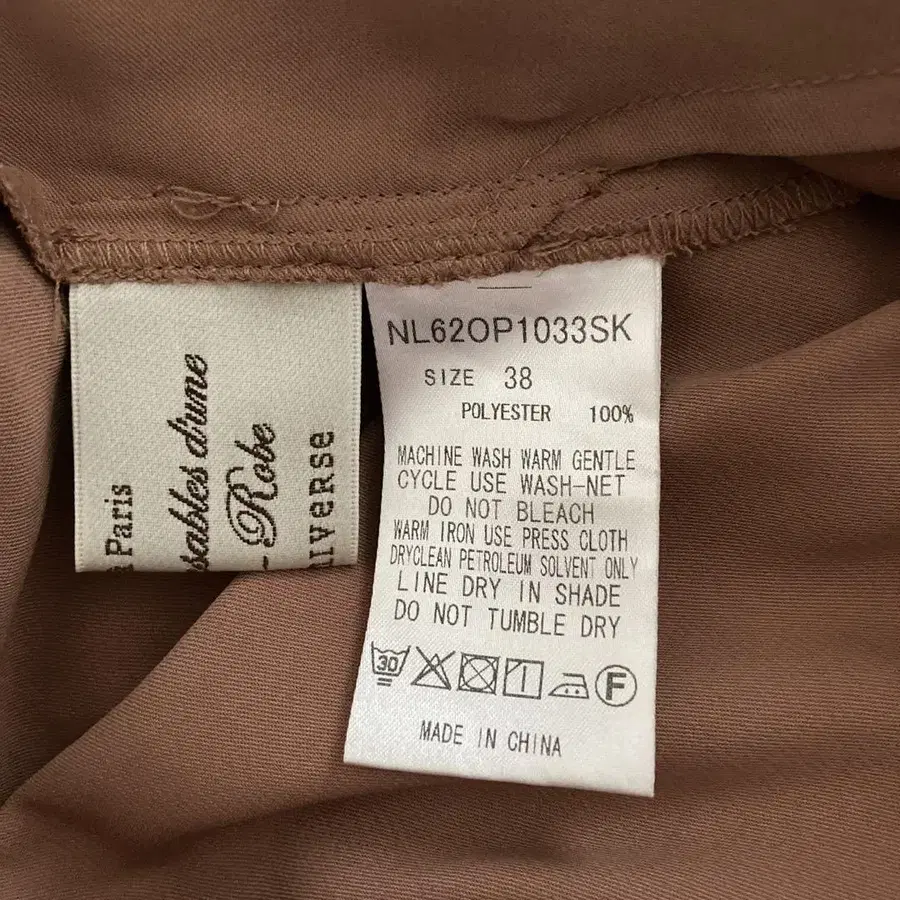 Paris
sables d'une
- Robe
iverse
NL62OP1033SK
SIZE 38
POLYESTER 100%
MACHINE WASH WARM GENTLE
CYCLE USE WASH-NET
DO NOT BLEACH
WARM IRON USE PRESS CLOTH
DRYCLEAN PETROLEUM SOLVENT ONLY
LINE DRY IN SHADE
DO NOT TUMBLE DRY
30 F
MADE IN CHINA